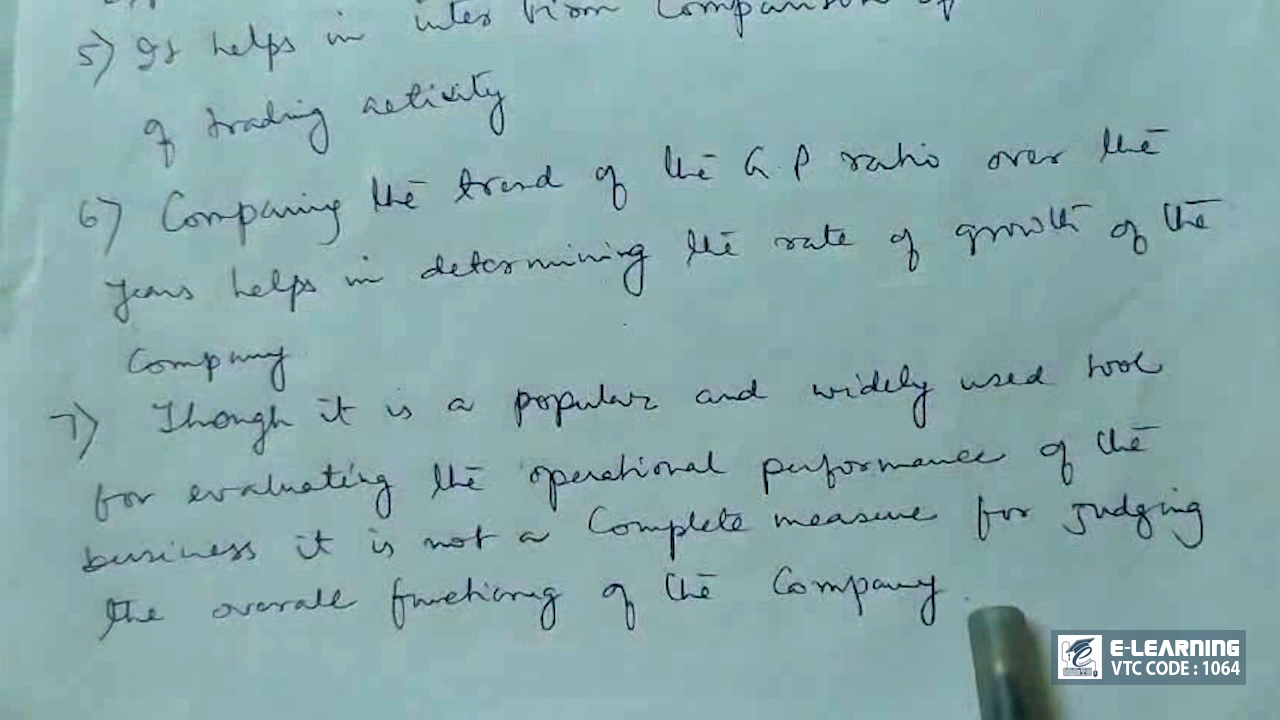 5) It helps in inter firm Comparison of
of trading activity
6) Comparing the trend of the G.P ratio over the
years helps in determining the rate of growth of the
Company
7) Though it is a popular and widely used tool
for evaluating the operational performance of the
business it is not a Complete measure for judging
the overall functioning of the Company.
E-LEARNING
VTC CODE : 1064